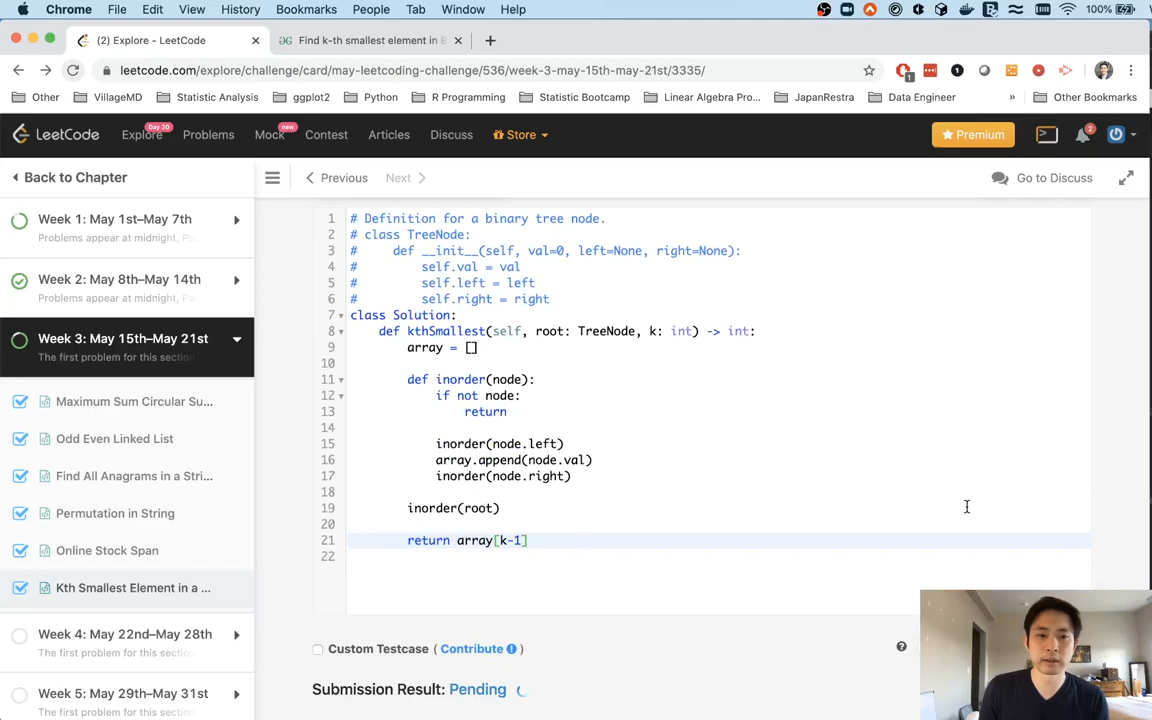 Chrome File Edit View History Bookmarks People Tab Window Help 100%
(2) Explore - LeetCode Find k-th smallest element in B
leetcode.com/explore/challenge/card/may-leetcoding-challenge/536/week-3-may-15th-may-21st/3335/
Other VillageMD Statistic Analysis ggplot2 Python R Programming Statistic Bootcamp Linear Algebra Pro... JapanRestra Data Engineer » Other Bookmarks
LeetCode Explore Day 20 Problems Mock new Contest Articles Discuss Store Premium 2
Back to Chapter Previous Next Go to Discuss
Week 1: May 1st–May 7th
Problems appear at midnight, Pa
Week 2: May 8th–May 14th
Problems appear at midnight, Pa
Week 3: May 15th–May 21st
The first problem for this section
Maximum Sum Circular Su...
Odd Even Linked List
Find All Anagrams in a Stri...
Permutation in String
Online Stock Span
Kth Smallest Element in a ...
Week 4: May 22nd–May 28th
The first problem for this section
Week 5: May 29th–May 31st
The first problem for this section
1 # Definition for a binary tree node.
2 # class TreeNode:
3 #     def __init__(self, val=0, left=None, right=None):
4 #         self.val = val
5 #         self.left = left
6 #         self.right = right
7 class Solution:
8     def kthSmallest(self, root: TreeNode, k: int) -> int:
9         array = []
10
11         def inorder(node):
12             if not node:
13                 return
14
15             inorder(node.left)
16             array.append(node.val)
17             inorder(node.right)
18
19         inorder(root)
20
21         return array[k-1]
22
Custom Testcase ( Contribute )
Submission Result: Pending